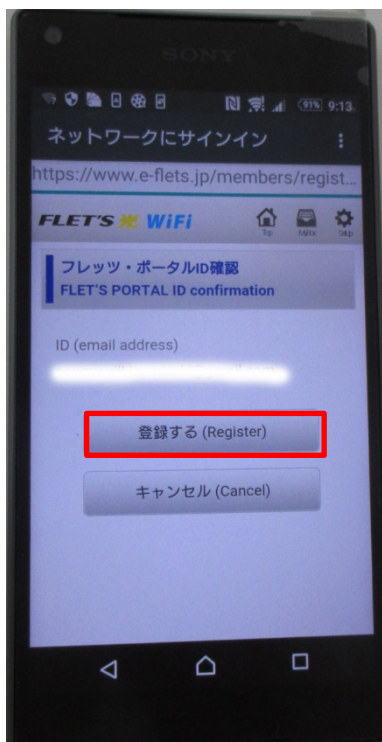 SONY
91% 9:13
ネットワークにサインイン
https://www.e-flets.jp/members/regist...
FLET'S 光 WiFi
Top
フレッツ・ポータルID確認
FLET'S PORTAL ID confirmation
ID (email address)
登録する (Register)
キャンセル (Cancel)